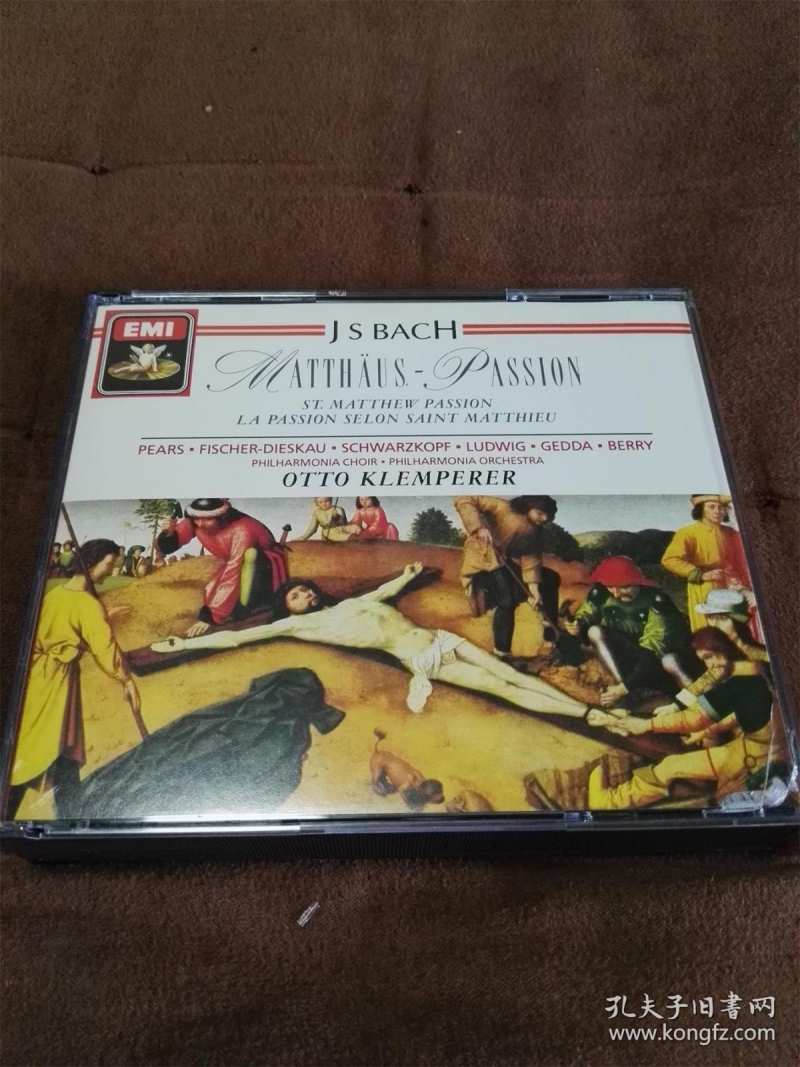 EMI
J S BACH
MATTHÄUS-PASSION
ST. MATTHEW PASSION
LA PASSION SELON SAINT MATTHIEU
PEARS ▪ FISCHER-DIESKAU ▪ SCHWARZKOPF ▪ LUDWIG ▪ GEDDA ▪ BERRY
PHILHARMONIA CHOIR ▪ PHILHARMONIA ORCHESTRA
OTTO KLEMPERER
孔夫子旧書网
www.kongfz.com